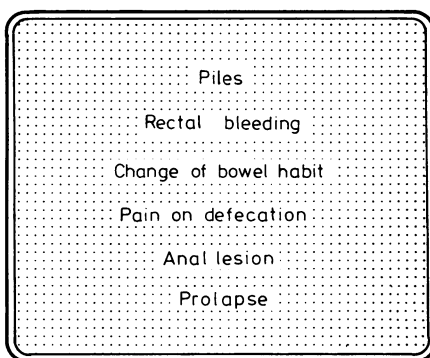 Piles
Rectal bleeding
Change of bowel habit
Pain on defecation
Anal lesion
Prolapse